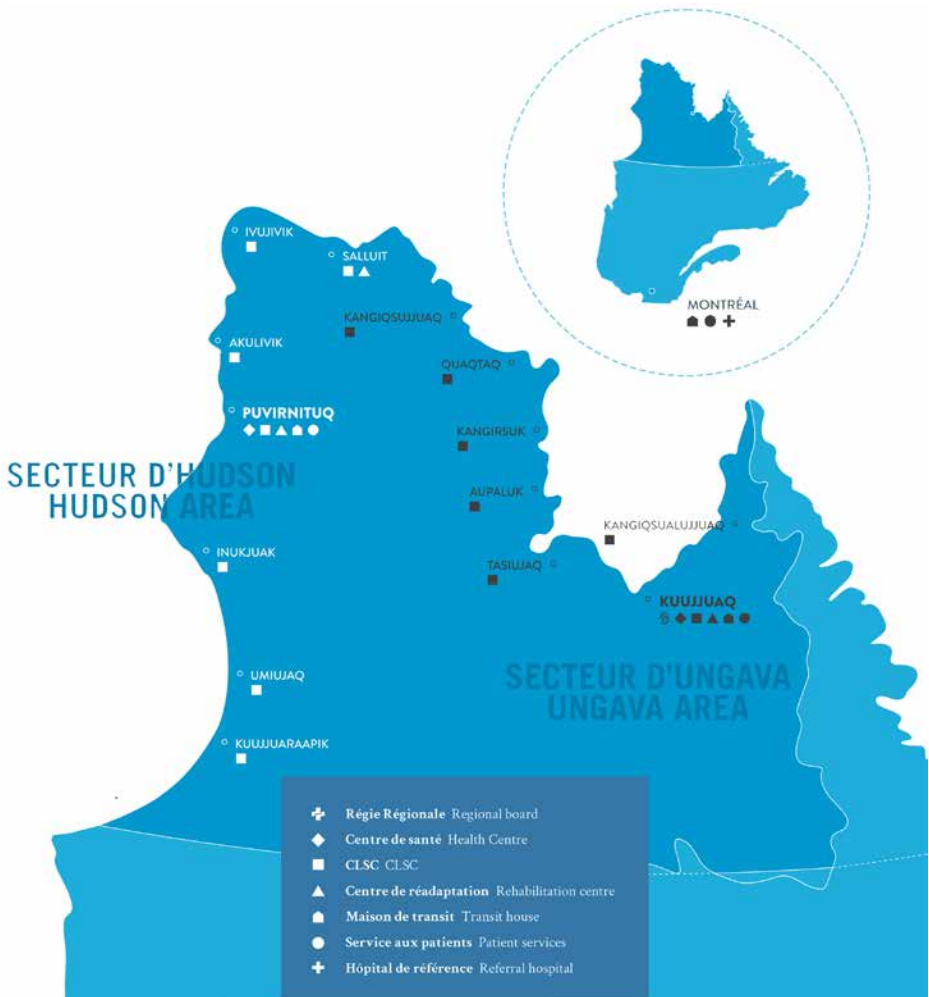 IVUJIVIK
SALLUIT
KANGIQSUJJUAQ
AKULIVIK
QUAQTAQ
PUVIRNITUQ
KANGIRSUK
SECTEUR D'HUDSON
HUDSON AREA
AUPALUK
KANGIQSUALUJJUAQ
INUKJUAK
TASIUJAQ
KUUJJUAQ
UMIUJAQ
SECTEUR D'UNGAVA
UNGAVA AREA
KUUJJUARAAPIK
MONTRÉAL
Régie Régionale Regional board
Centre de santé Health Centre
CLSC CLSC
Centre de réadaptation Rehabilitation centre
Maison de transit Transit house
Service aux patients Patient services
Hôpital de référence Referral hospital